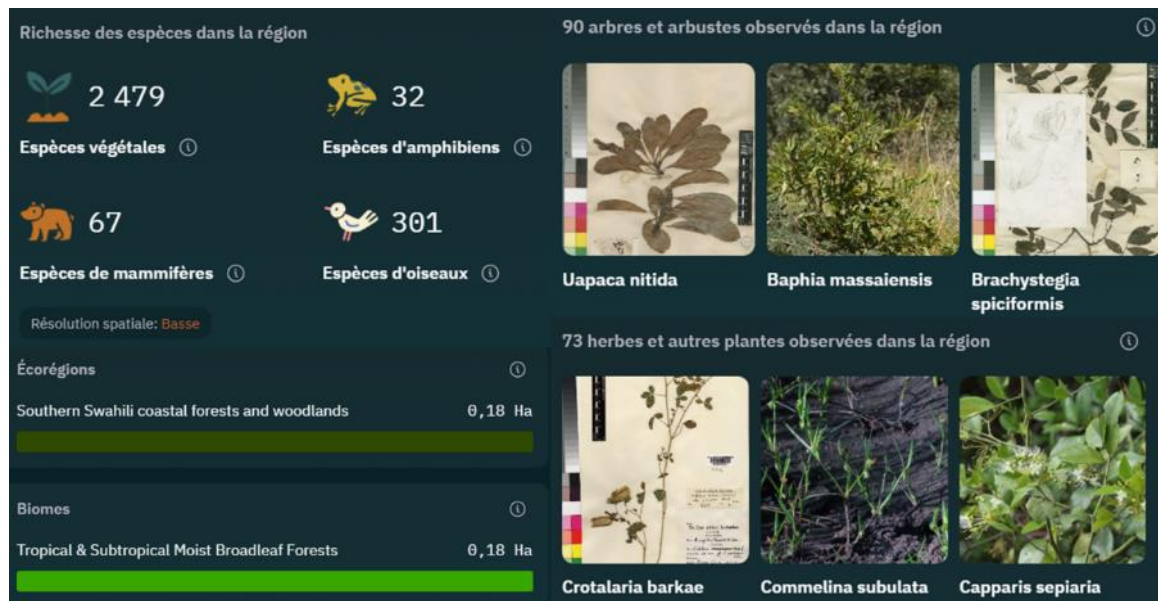 Richesse des espèces dans la région
2 479
Espèces végétales
32
Espèces d'amphibiens
67
Espèces de mammifères
301
Espèces d'oiseaux
Résolution spatiale: Basse
Écorégions
Southern Swahili coastal forests and woodlands
0,18 Ha
Biomes
Tropical & Subtropical Moist Broadleaf Forests
0,18 Ha
90 arbres et arbustes observés dans la région
Uapaca nitida
Baphia massaiensis
Brachystegia
spiciformis
73 herbes et autres plantes observées dans la région
Crotalaria barkae
Commelina subulata
Capparis sepiaria